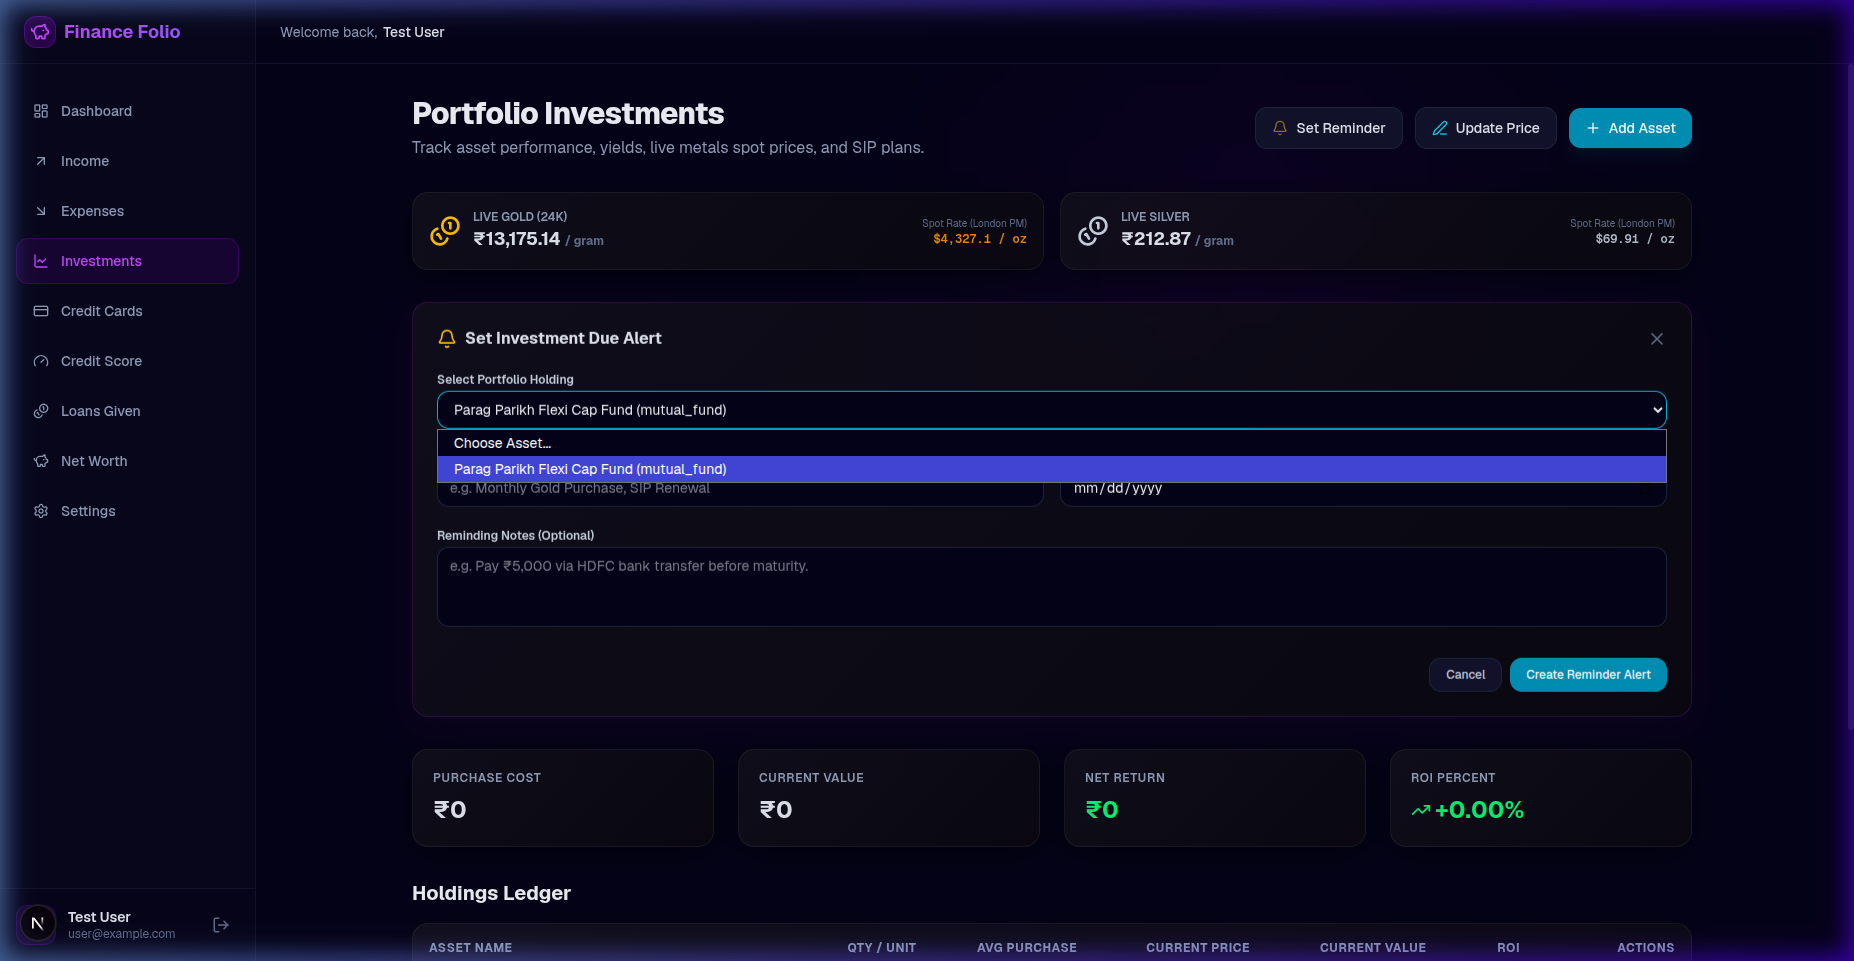 Finance Folio
Welcome back, Test User
Dashboard
Income
Expenses
Investments
Credit Cards
Credit Score
Loans Given
Net Worth
Settings
Test User
user@example.com
N
Portfolio Investments
Track asset performance, yields, live metals spot prices, and SIP plans.
Set Reminder
Update Price
Add Asset
LIVE GOLD (24K)
₹13,175.14 / gram
Spot Rate (London PM)
$4,327.1 / oz
LIVE SILVER
₹212.87 / gram
Spot Rate (London PM)
$69.91 / oz
Set Investment Due Alert
Select Portfolio Holding
Parag Parikh Flexi Cap Fund (mutual_fund)
Choose Asset...
Parag Parikh Flexi Cap Fund (mutual_fund)
e.g. Monthly Gold Purchase, SIP Renewal
mm/dd/yyyy
Reminding Notes (Optional)
e.g. Pay ₹5,000 via HDFC bank transfer before maturity.
Cancel
Create Reminder Alert
PURCHASE COST
₹0
CURRENT VALUE
₹0
NET RETURN
₹0
ROI PERCENT
+0.00%
Holdings Ledger
ASSET NAME QTY / UNIT AVG PURCHASE CURRENT PRICE CURRENT VALUE ROI ACTIONS